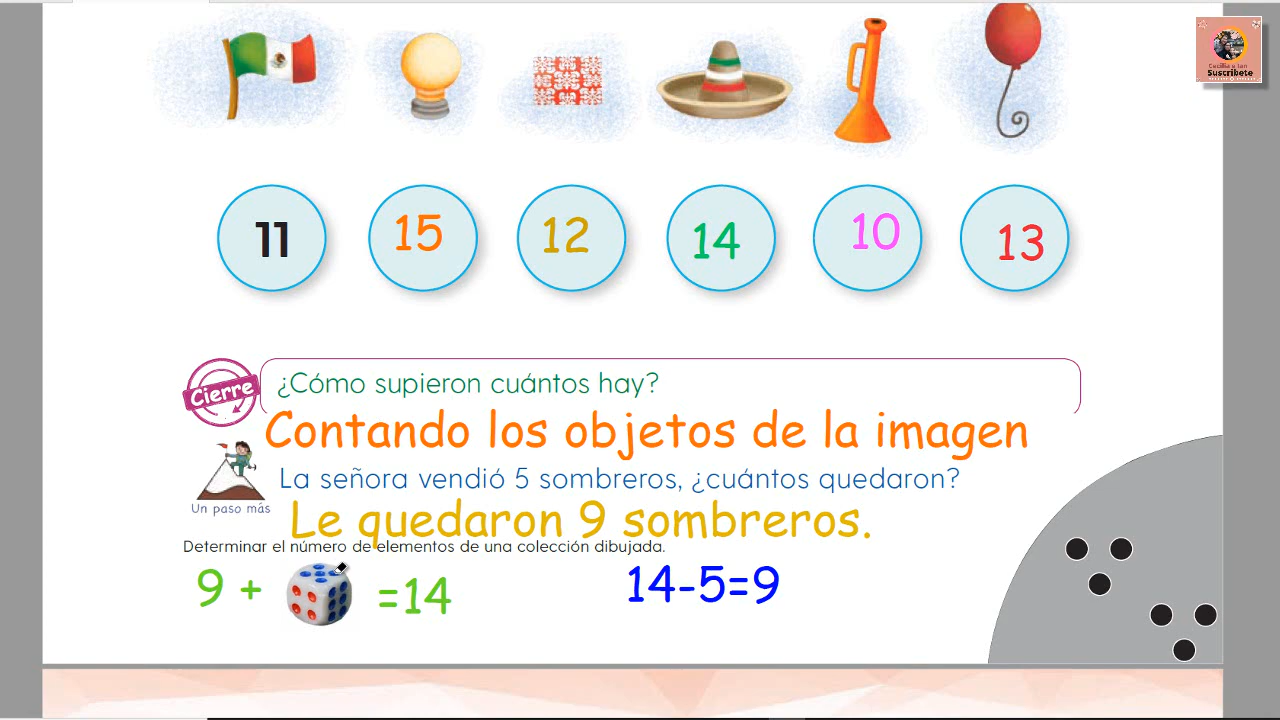 Cecilia e Ian
Suscríbete
11 15 12 14 10 13
Cierre
¿Cómo supieron cuántos hay?
Contando los objetos de la imagen
La señora vendió 5 sombreros, ¿cuántos quedaron?
Un paso más
Le quedaron 9 sombreros.
Determinar el número de elementos de una colección dibujada.
9 + =14
14-5=9